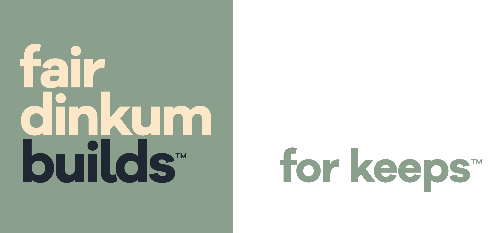 fair
dinkum
builds™
for keeps™